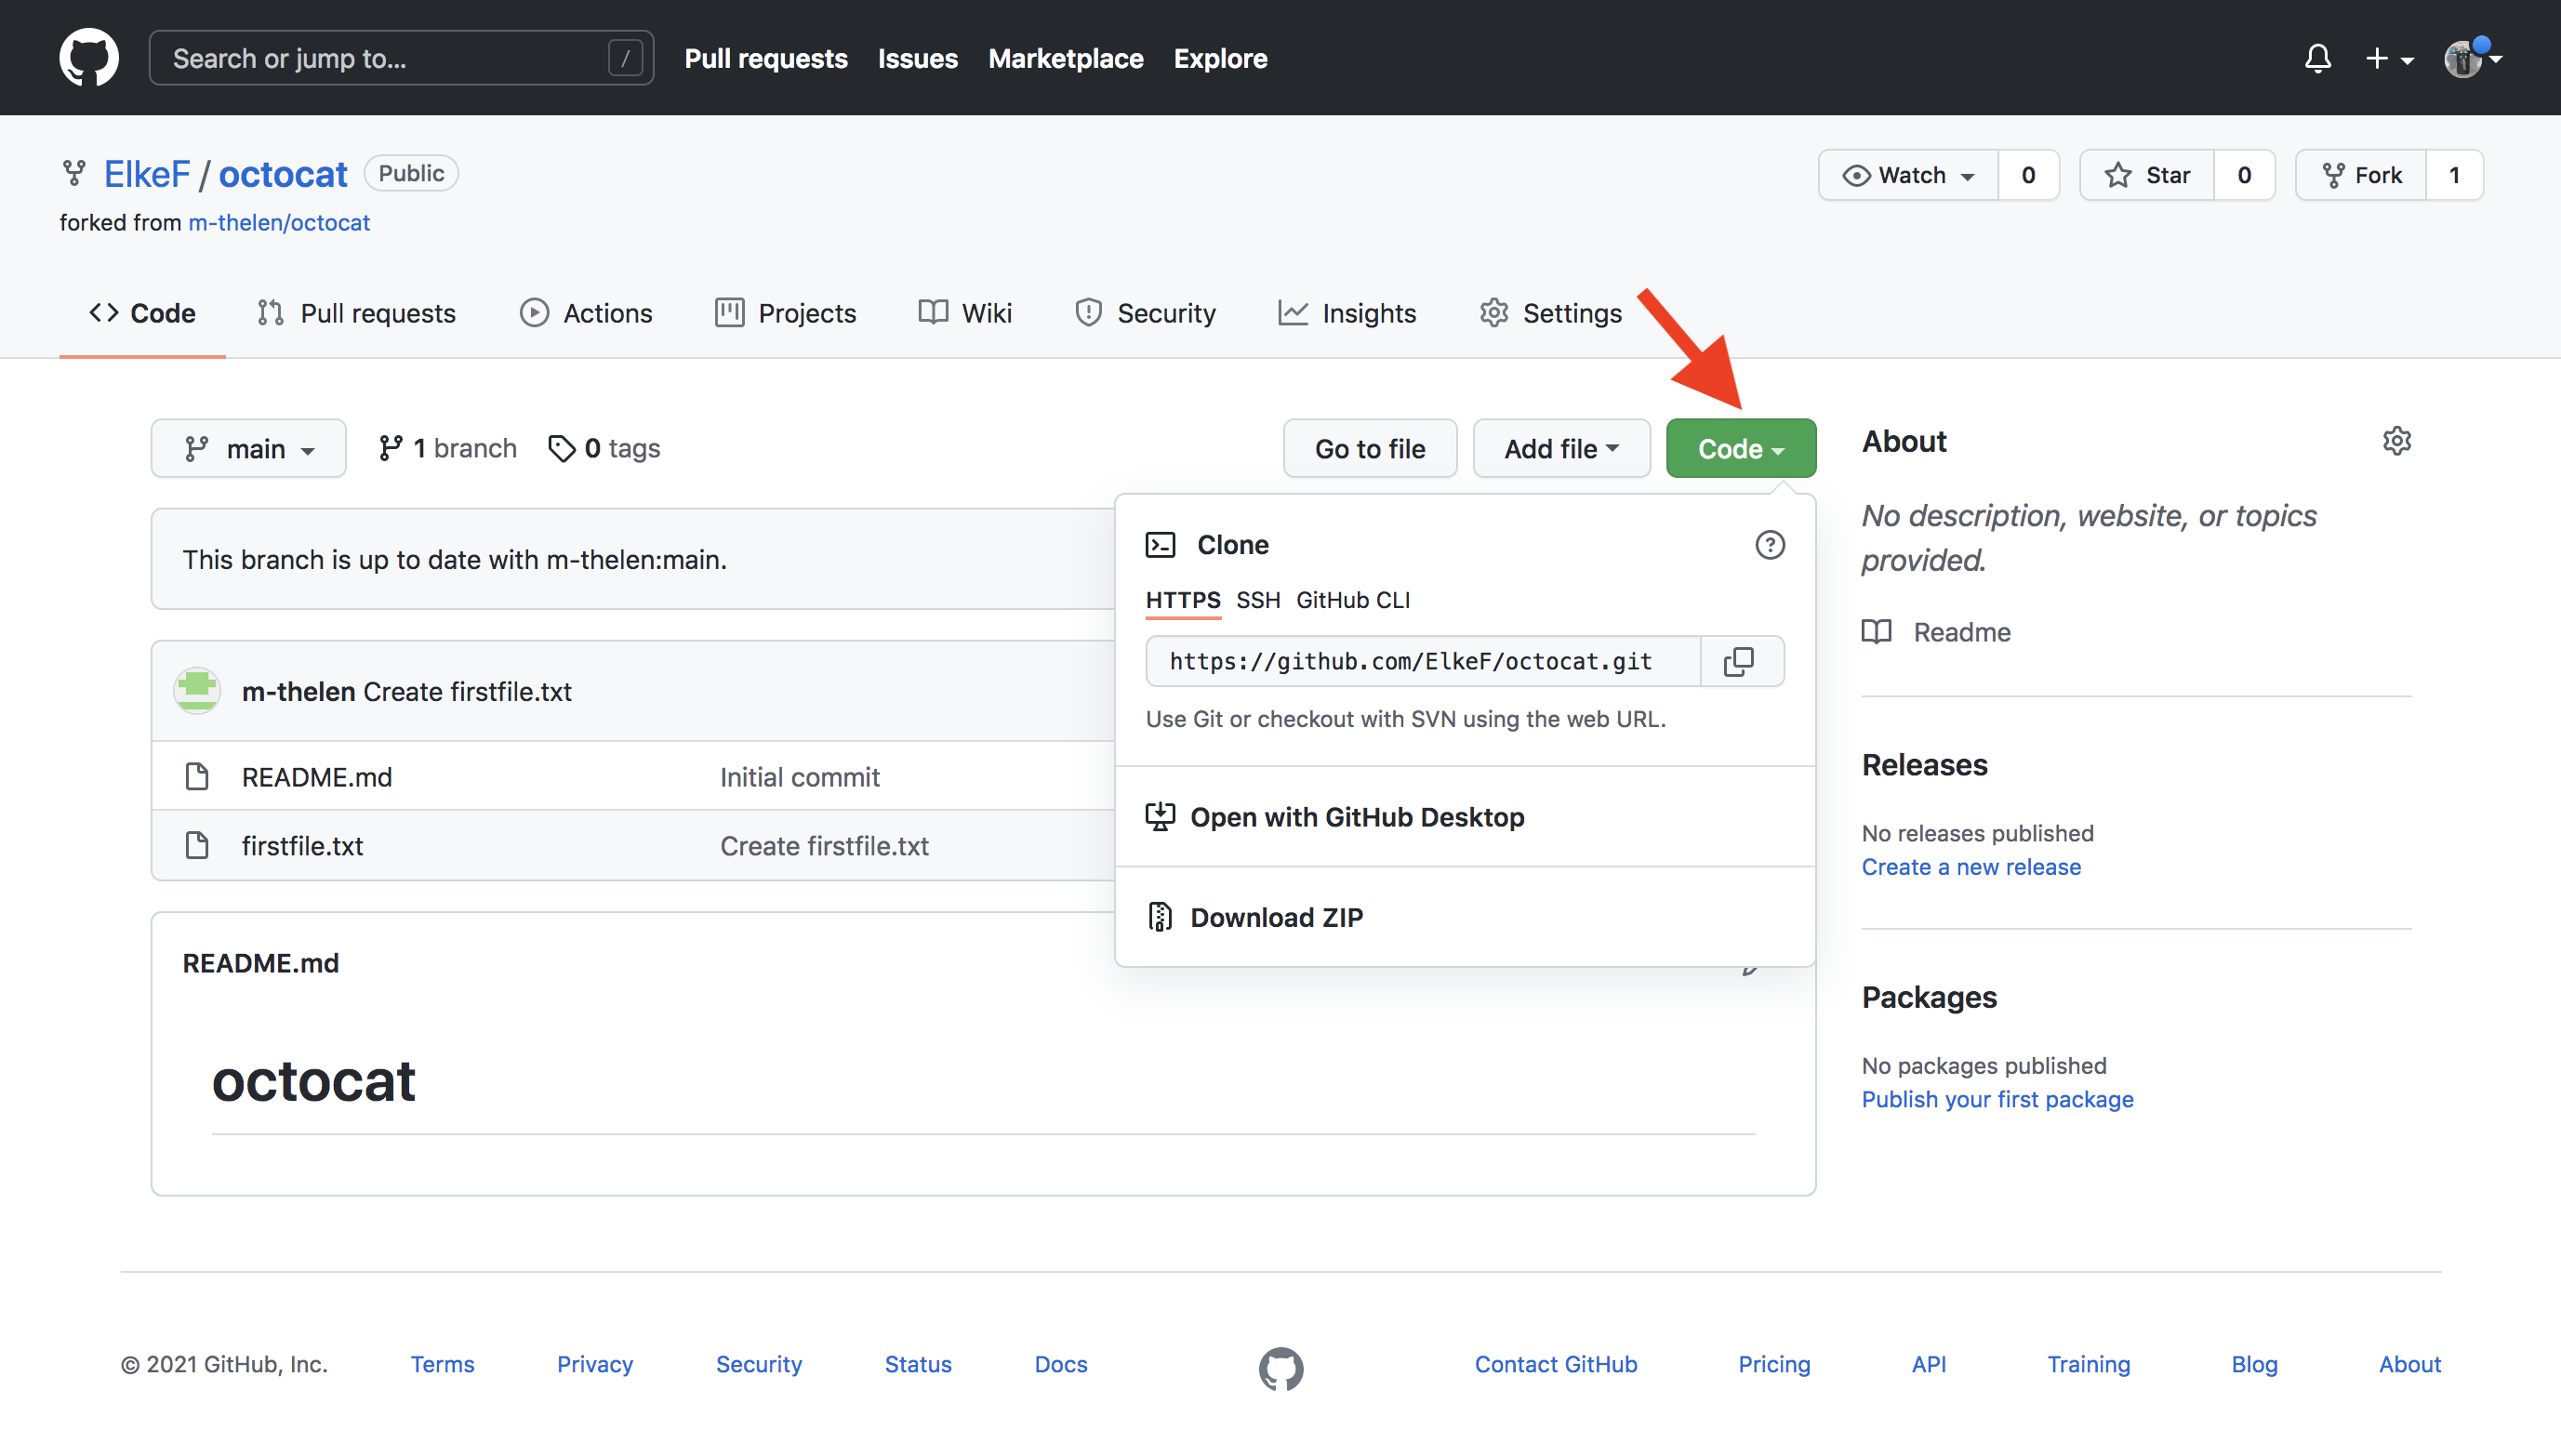 Search or jump to... /
Pull requests Issues Marketplace Explore
ElkeF / octocat Public
forked from m-thelen/octocat
Watch 0 Star 0 Fork 1
Code Pull requests Actions Projects Wiki Security Insights Settings
main 1 branch 0 tags
Go to file Add file Code
This branch is up to date with m-thelen:main.
m-thelen Create firstfile.txt
README.md Initial commit
firstfile.txt Create firstfile.txt
Clone
HTTPS SSH GitHub CLI
https://github.com/ElkeF/octocat.git
Use Git or checkout with SVN using the web URL.
Open with GitHub Desktop
Download ZIP
README.md
octocat
About
No description, website, or topics
provided.
Readme
Releases
No releases published
Create a new release
Packages
No packages published
Publish your first package
© 2021 GitHub, Inc. Terms Privacy Security Status Docs Contact GitHub Pricing API Training Blog About